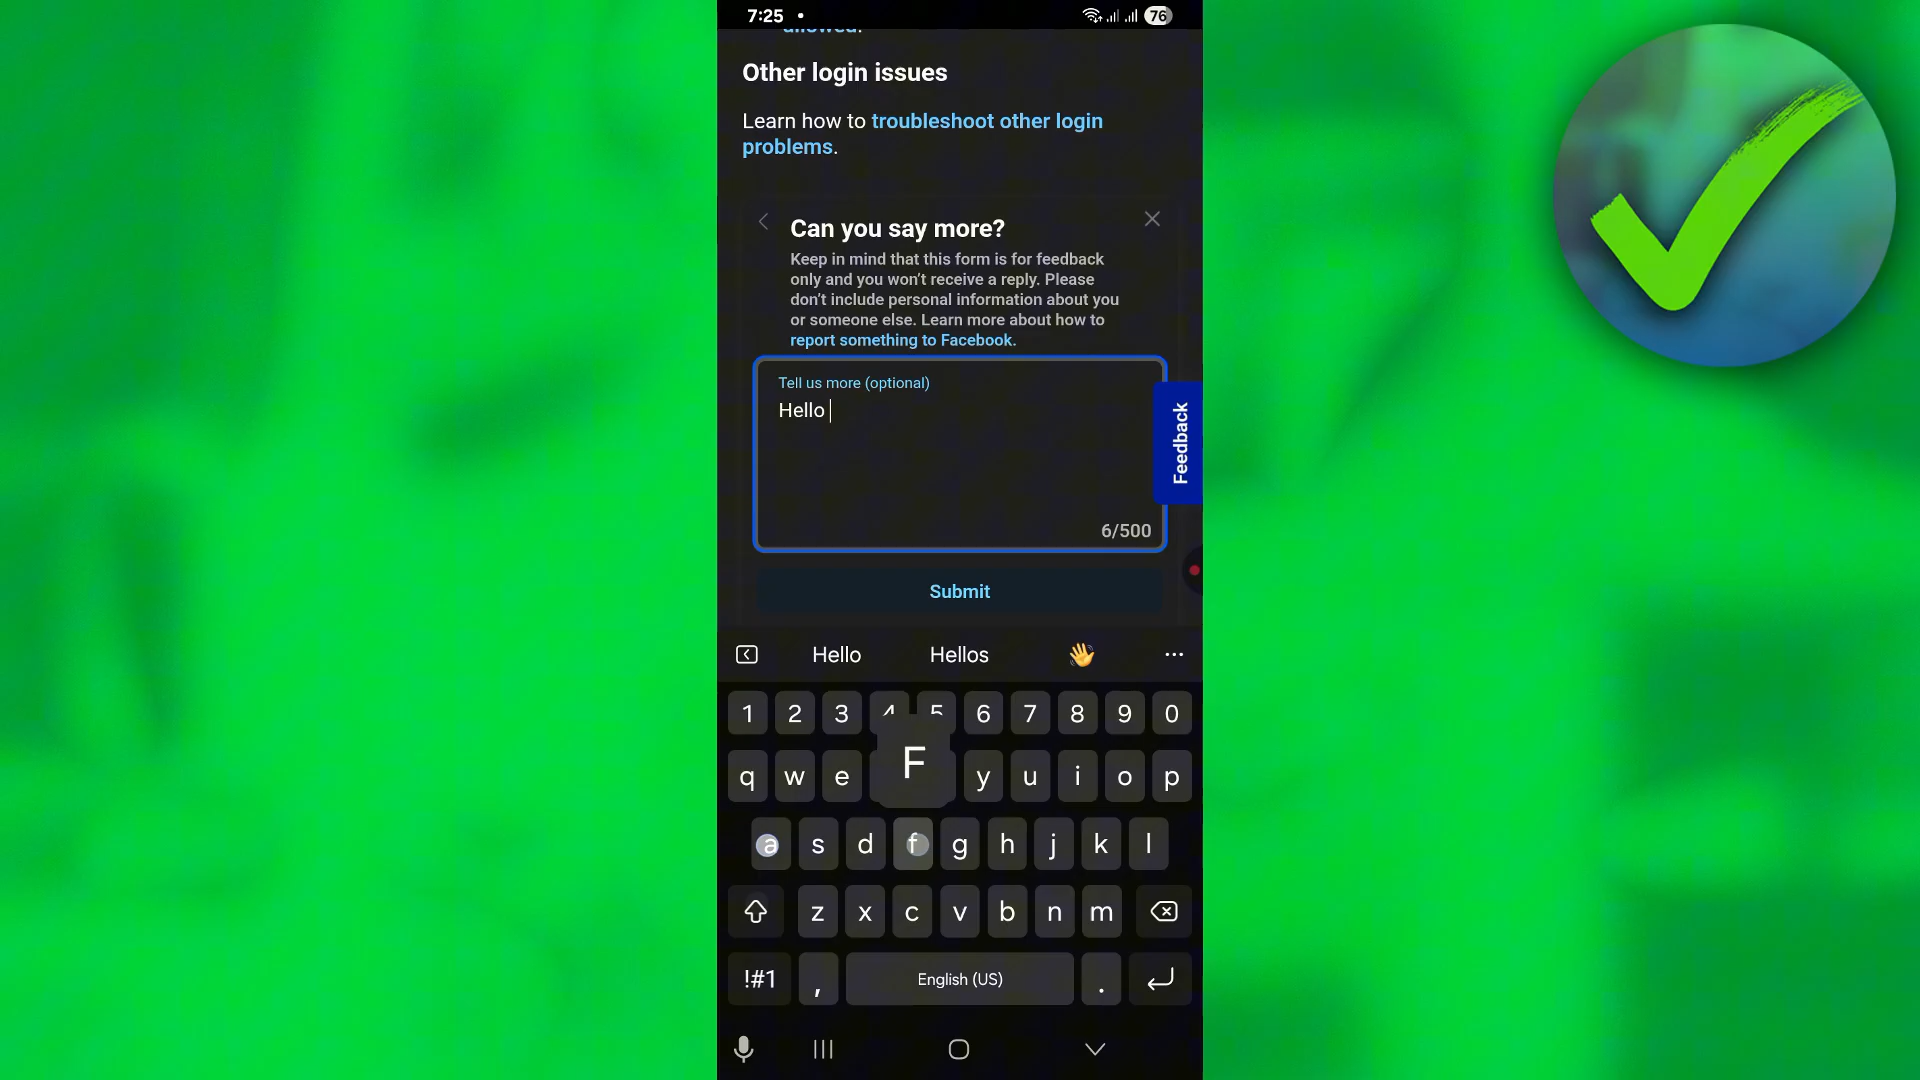 7:25
76
allowed.
Other login issues
Learn how to troubleshoot other login
problems.
Can you say more?
Keep in mind that this form is for feedback
only and you won't receive a reply. Please
don't include personal information about you
or someone else. Learn more about how to
report something to Facebook.
Tell us more (optional)
Hello
Feedback
6/500
Submit
Hello Hellos
1 2 3 4 5 6 7 8 9 0
F
q w e y u i o p
a s d f g h j k l
z x c v b n m
!#1 , English (US) .